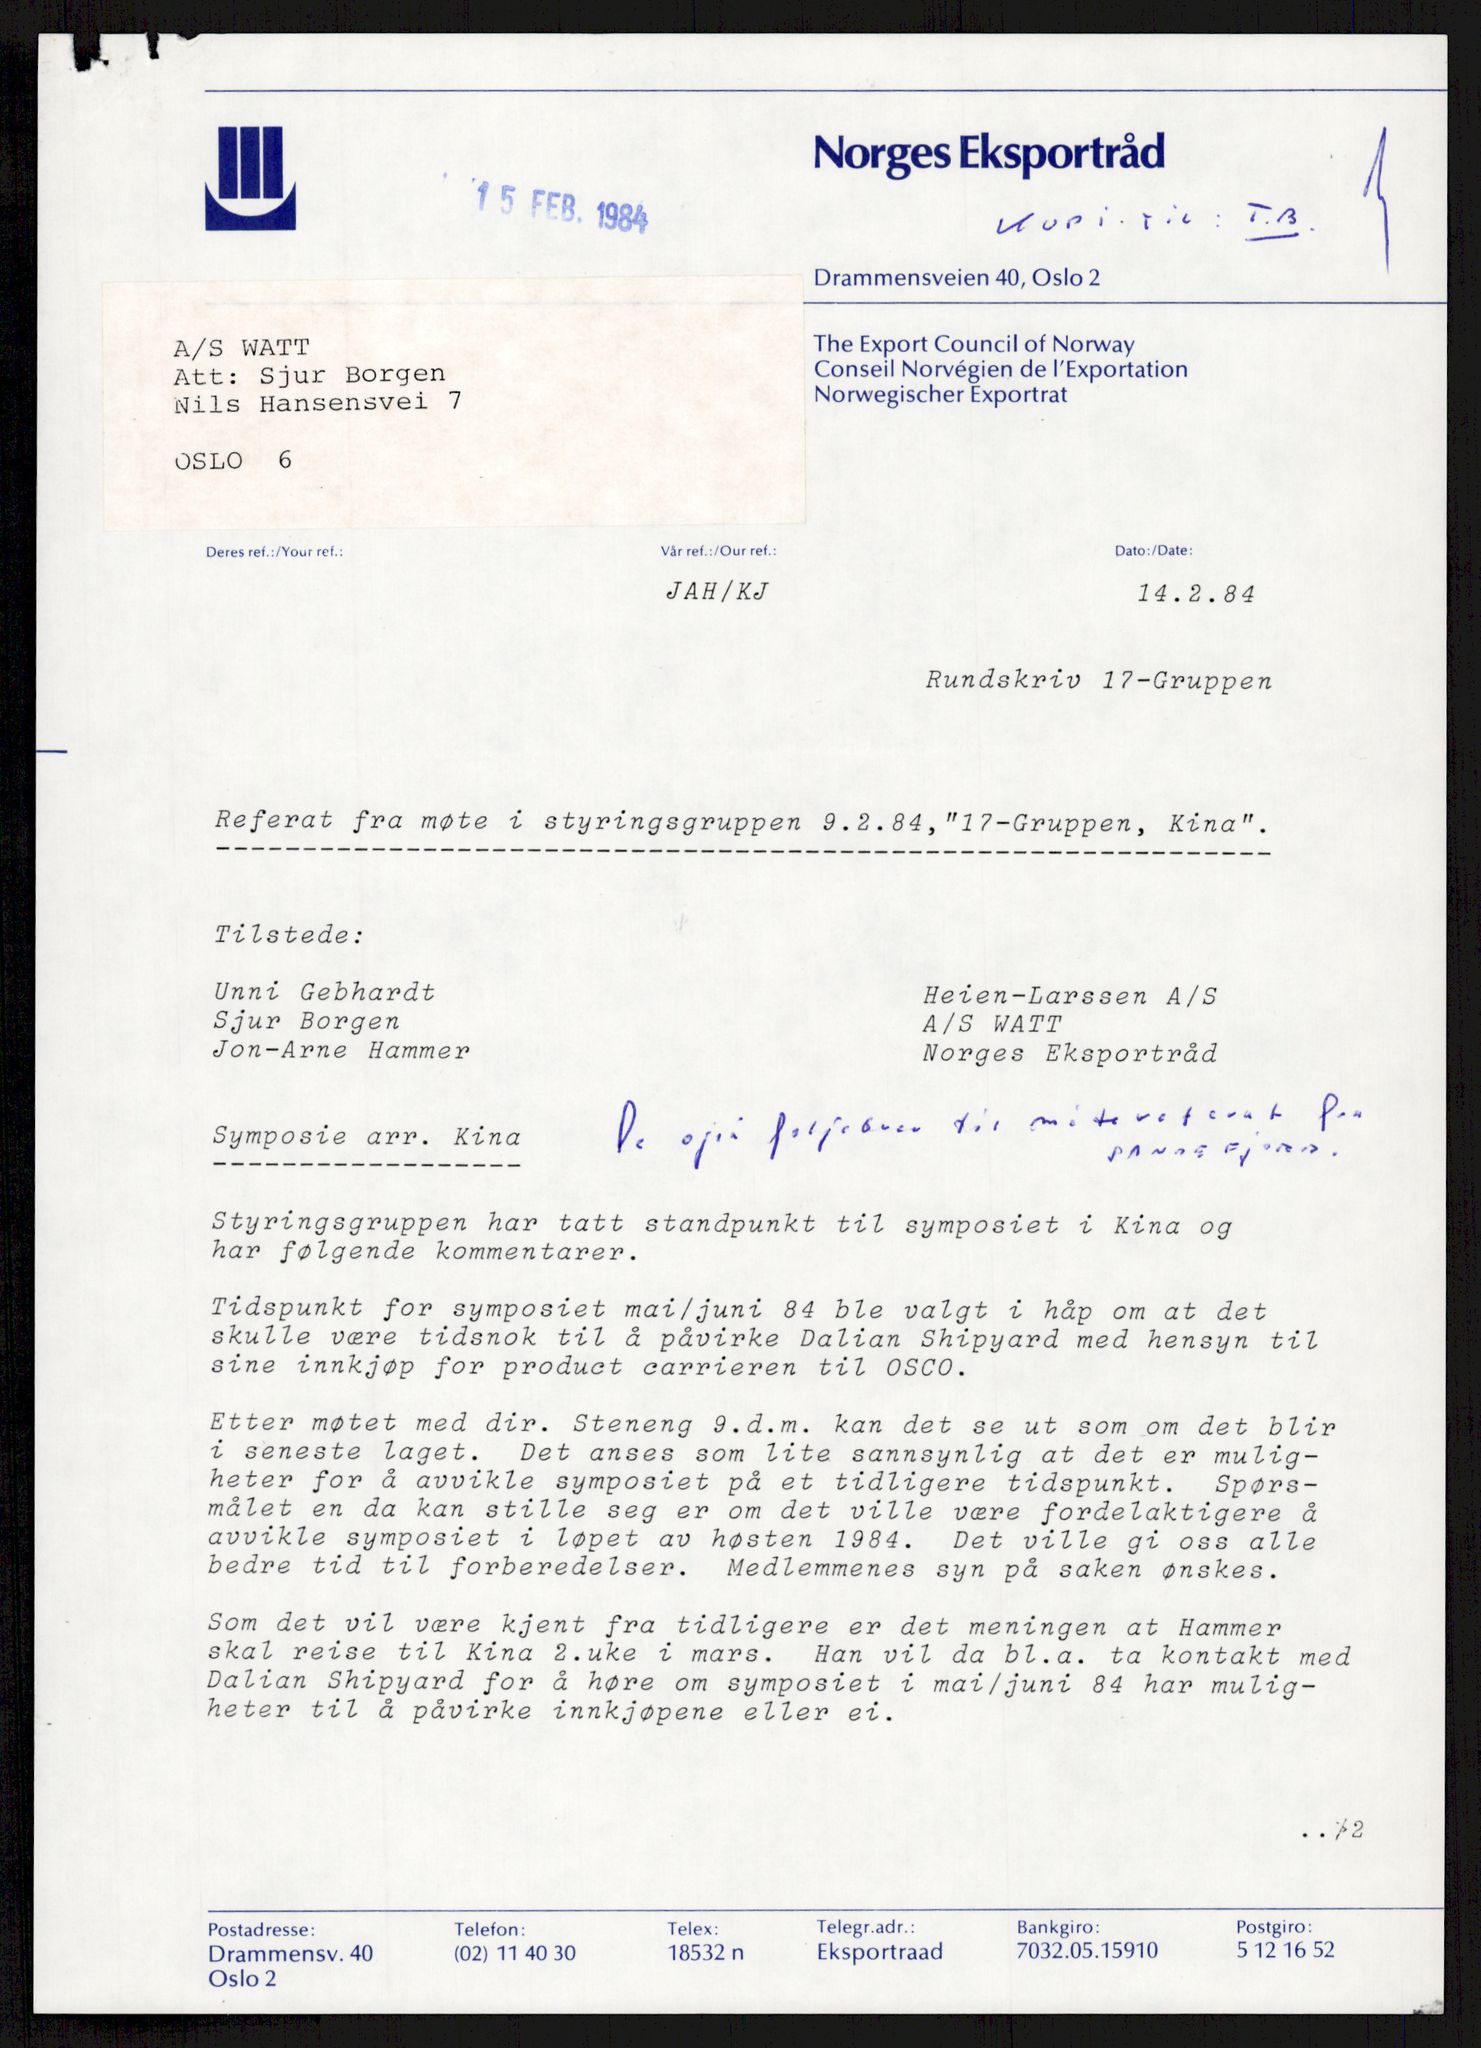 Norges Eksportråd
15 FEB. 1984
Kopi til: T.B.
Drammensveien 40, Oslo 2
A/S WATT
Att: Sjur Borgen
Nils Hansensvei 7
OSLO 6
The Export Council of Norway
Conseil Norvégien de l'Exportation
Norwegischer Exportrat
Deres ref.:/Your ref.: Vår ref.:/Our ref.: Dato:/Date:
JAH/KJ 14.2.84
Rundskriv 17-Gruppen
Referat fra møte i styringsgruppen 9.2.84, "17-Gruppen, Kina".
Tilstede:
Unni Gebhardt Heien-Larssen A/S
Sjur Borgen A/S WATT
Jon-Arne Hammer Norges Eksportråd
Symposie arr. Kina
til møtereferat fra
Styringsgruppen har tatt standpunkt til symposiet i Kina og
har følgende kommentarer.
Tidspunkt for symposiet mai/juni 84 ble valgt i håp om at det
skulle være tidsnok til å påvirke Dalian Shipyard med hensyn til
sine innkjøp for product carrieren til OSCO.
Etter møtet med dir. Steneng 9.d.m. kan det se ut som om det blir
i seneste laget. Det anses som lite sannsynlig at det er mulig-
heter for å avvikle symposiet på et tidligere tidspunkt. Spørs-
målet en da kan stille seg er om det ville være fordelaktigere å
avvikle symposiet i løpet av høsten 1984. Det ville gi oss alle
bedre tid til forberedelser. Medlemmenes syn på saken ønskes.
Som det vil være kjent fra tidligere er det meningen at Hammer
skal reise til Kina 2.uke i mars. Han vil da bl.a. ta kontakt med
Dalian Shipyard for å høre om symposiet i mai/juni 84 har mulig-
heter til å påvirke innkjøpene eller ei.
../2
Postadresse: Telefon: Telex: Telegr.adr.: Bankgiro: Postgiro:
Drammensv. 40 (02) 11 40 30 18532 n Eksportraad 7032.05.15910 5 12 16 52
Oslo 2